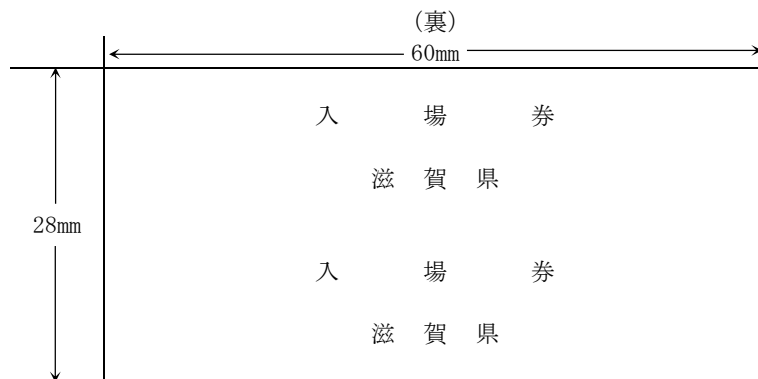 (裏)
60mm
入 場 券
滋 賀 県
28mm
入 場 券
滋 賀 県